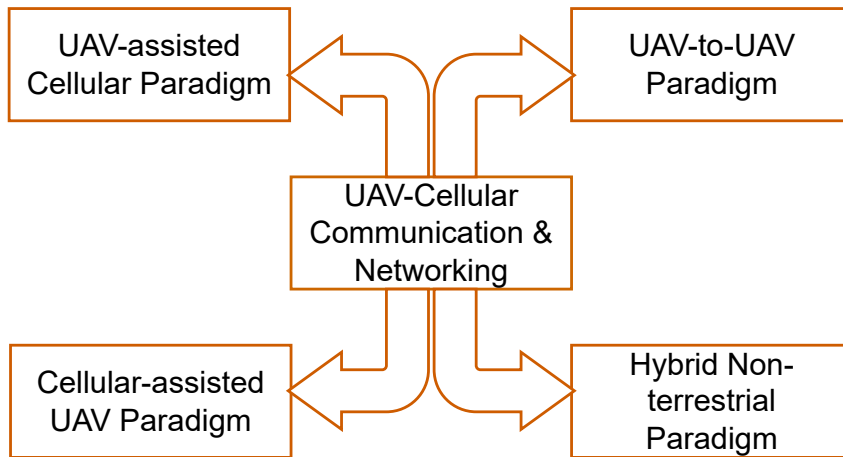 UAV-assisted
Cellular Paradigm
UAV-to-UAV
Paradigm
UAV-Cellular
Communication &
Networking
Cellular-assisted
UAV Paradigm
Hybrid Non-
terrestrial
Paradigm